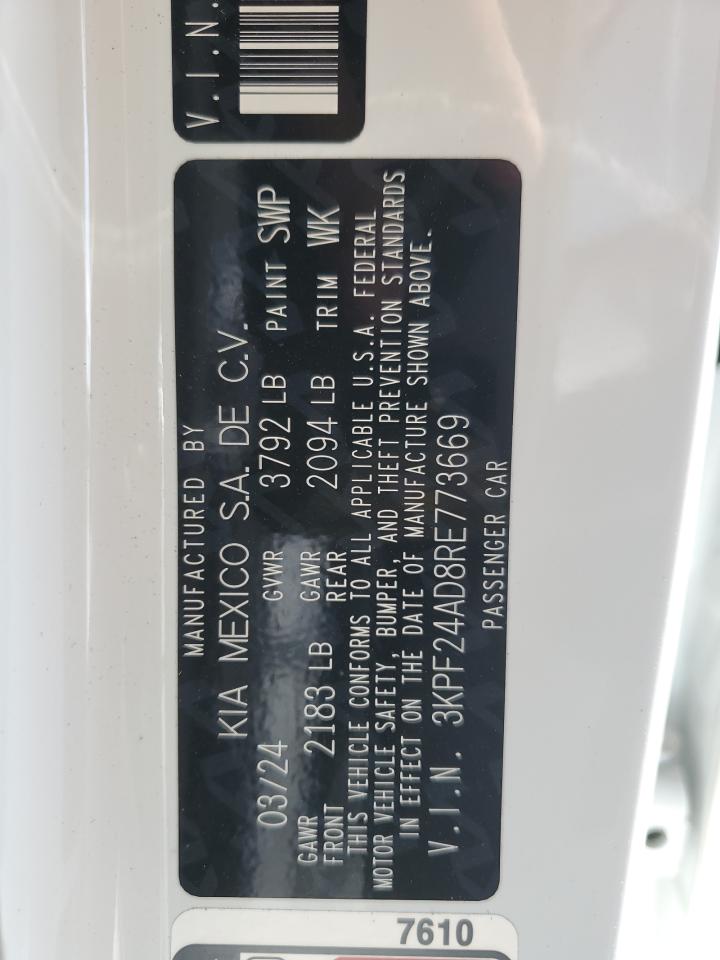 V.I.N.
MANUFACTURED BY
KIA MEXICO S.A. DE C.V.
03/24 GVWR 3792 LB PAINT SWP
GAWR FRONT 2183 LB GAWR REAR 2094 LB TRIM WK
THIS VEHICLE CONFORMS TO ALL APPLICABLE U.S.A. FEDERAL
MOTOR VEHICLE SAFETY, BUMPER, AND THEFT PREVENTION STANDARDS
IN EFFECT ON THE DATE OF MANUFACTURE SHOWN ABOVE.
V.I.N. 3KPF24AD8RE773669
PASSENGER CAR
7610